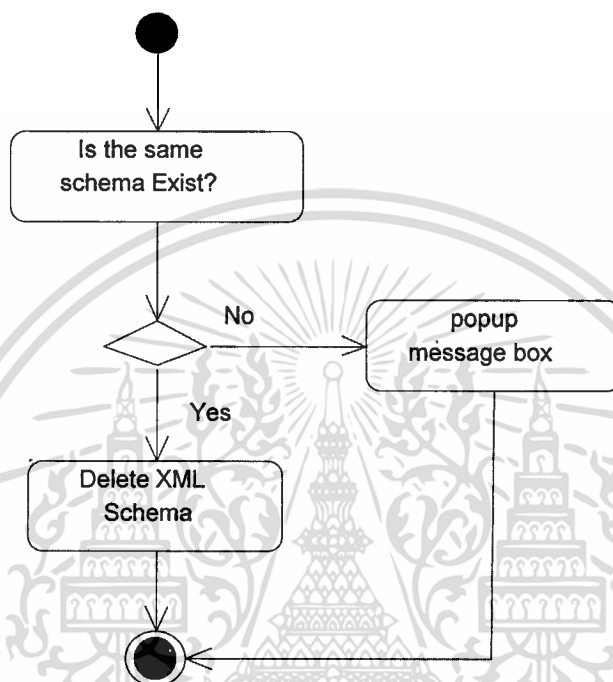 Is the same
schema Exist?
No
popup
message box
Yes
Delete XML
Schema